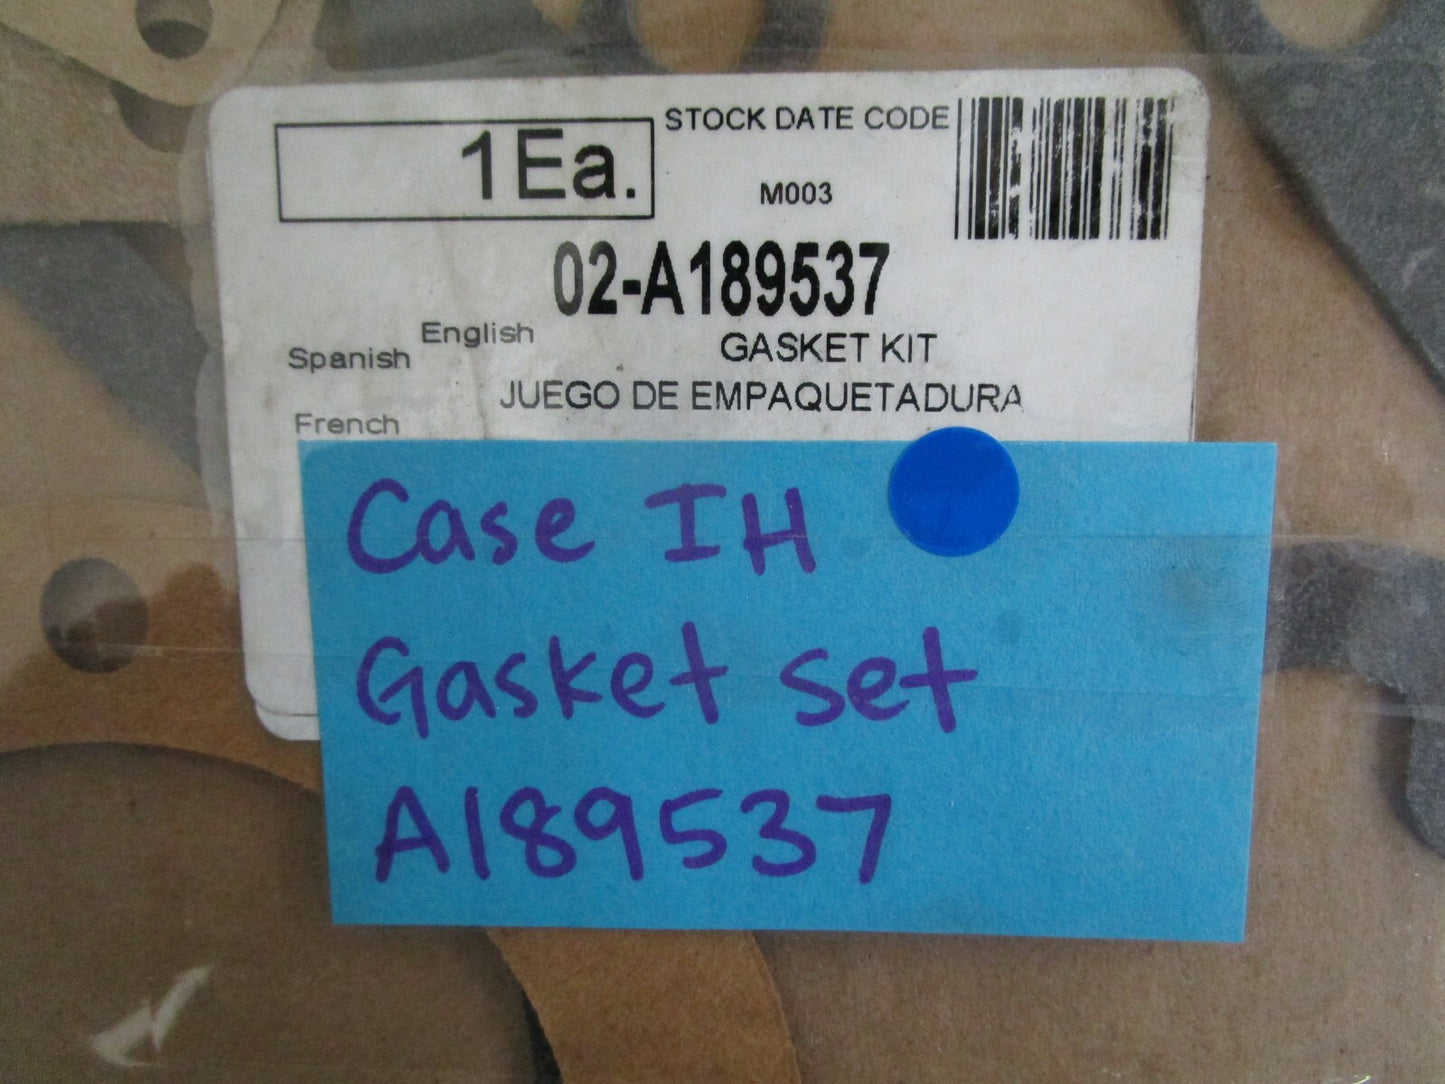 1Ea.
STOCK DATE CODE
M003
02-A189537
English
GASKET KIT
Spanish
JUEGO DE EMPAQUETADURA
French
Case IH
Gasket set
A189537